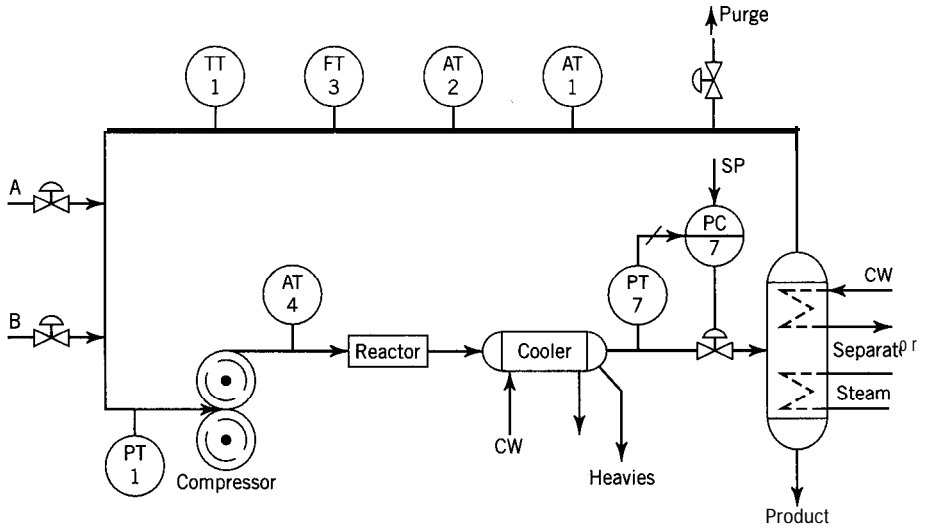 Purge
TT
1
FT
3
AT
2
AT
1
SP
A
PC
7
AT
4
PT
7
CW
B
Reactor
Cooler
Separator
Steam
PT
1
CW
Compressor
Heavies
Product